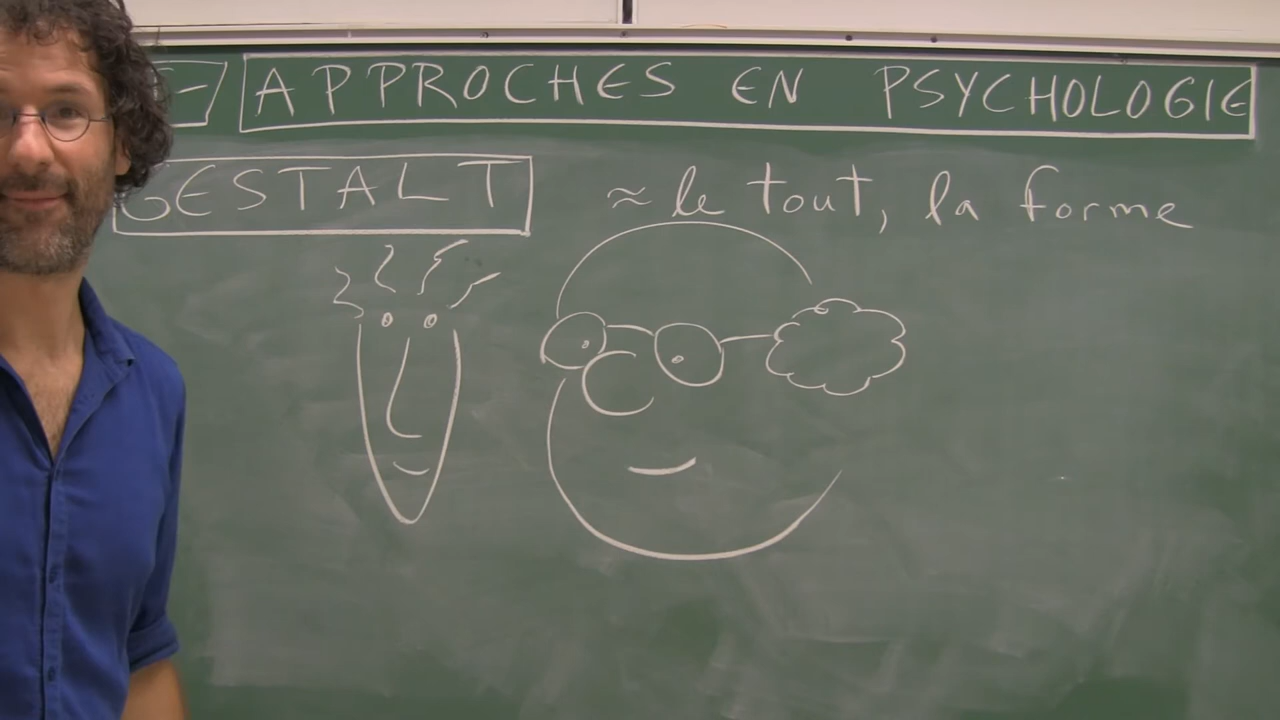 APPROCHES EN PSYCHOLOGIE
GESTALT ≈ le tout, la forme